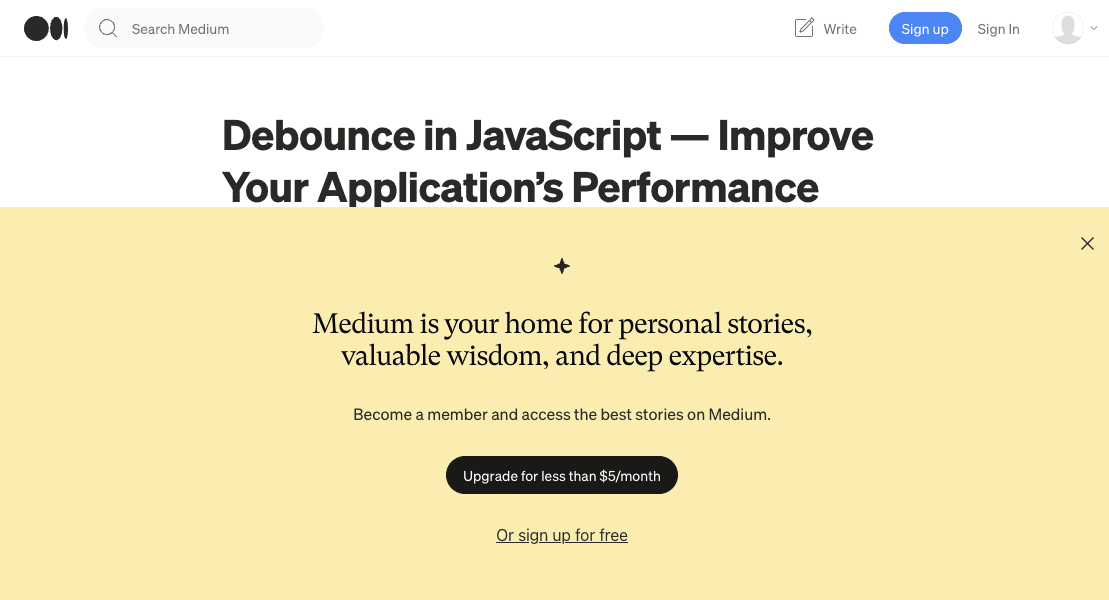 Search Medium
Write
Sign up
Sign In
Debounce in JavaScript — Improve
Your Application’s Performance
Medium is your home for personal stories,
valuable wisdom, and deep expertise.
Become a member and access the best stories on Medium.
Upgrade for less than $5/month
Or sign up for free